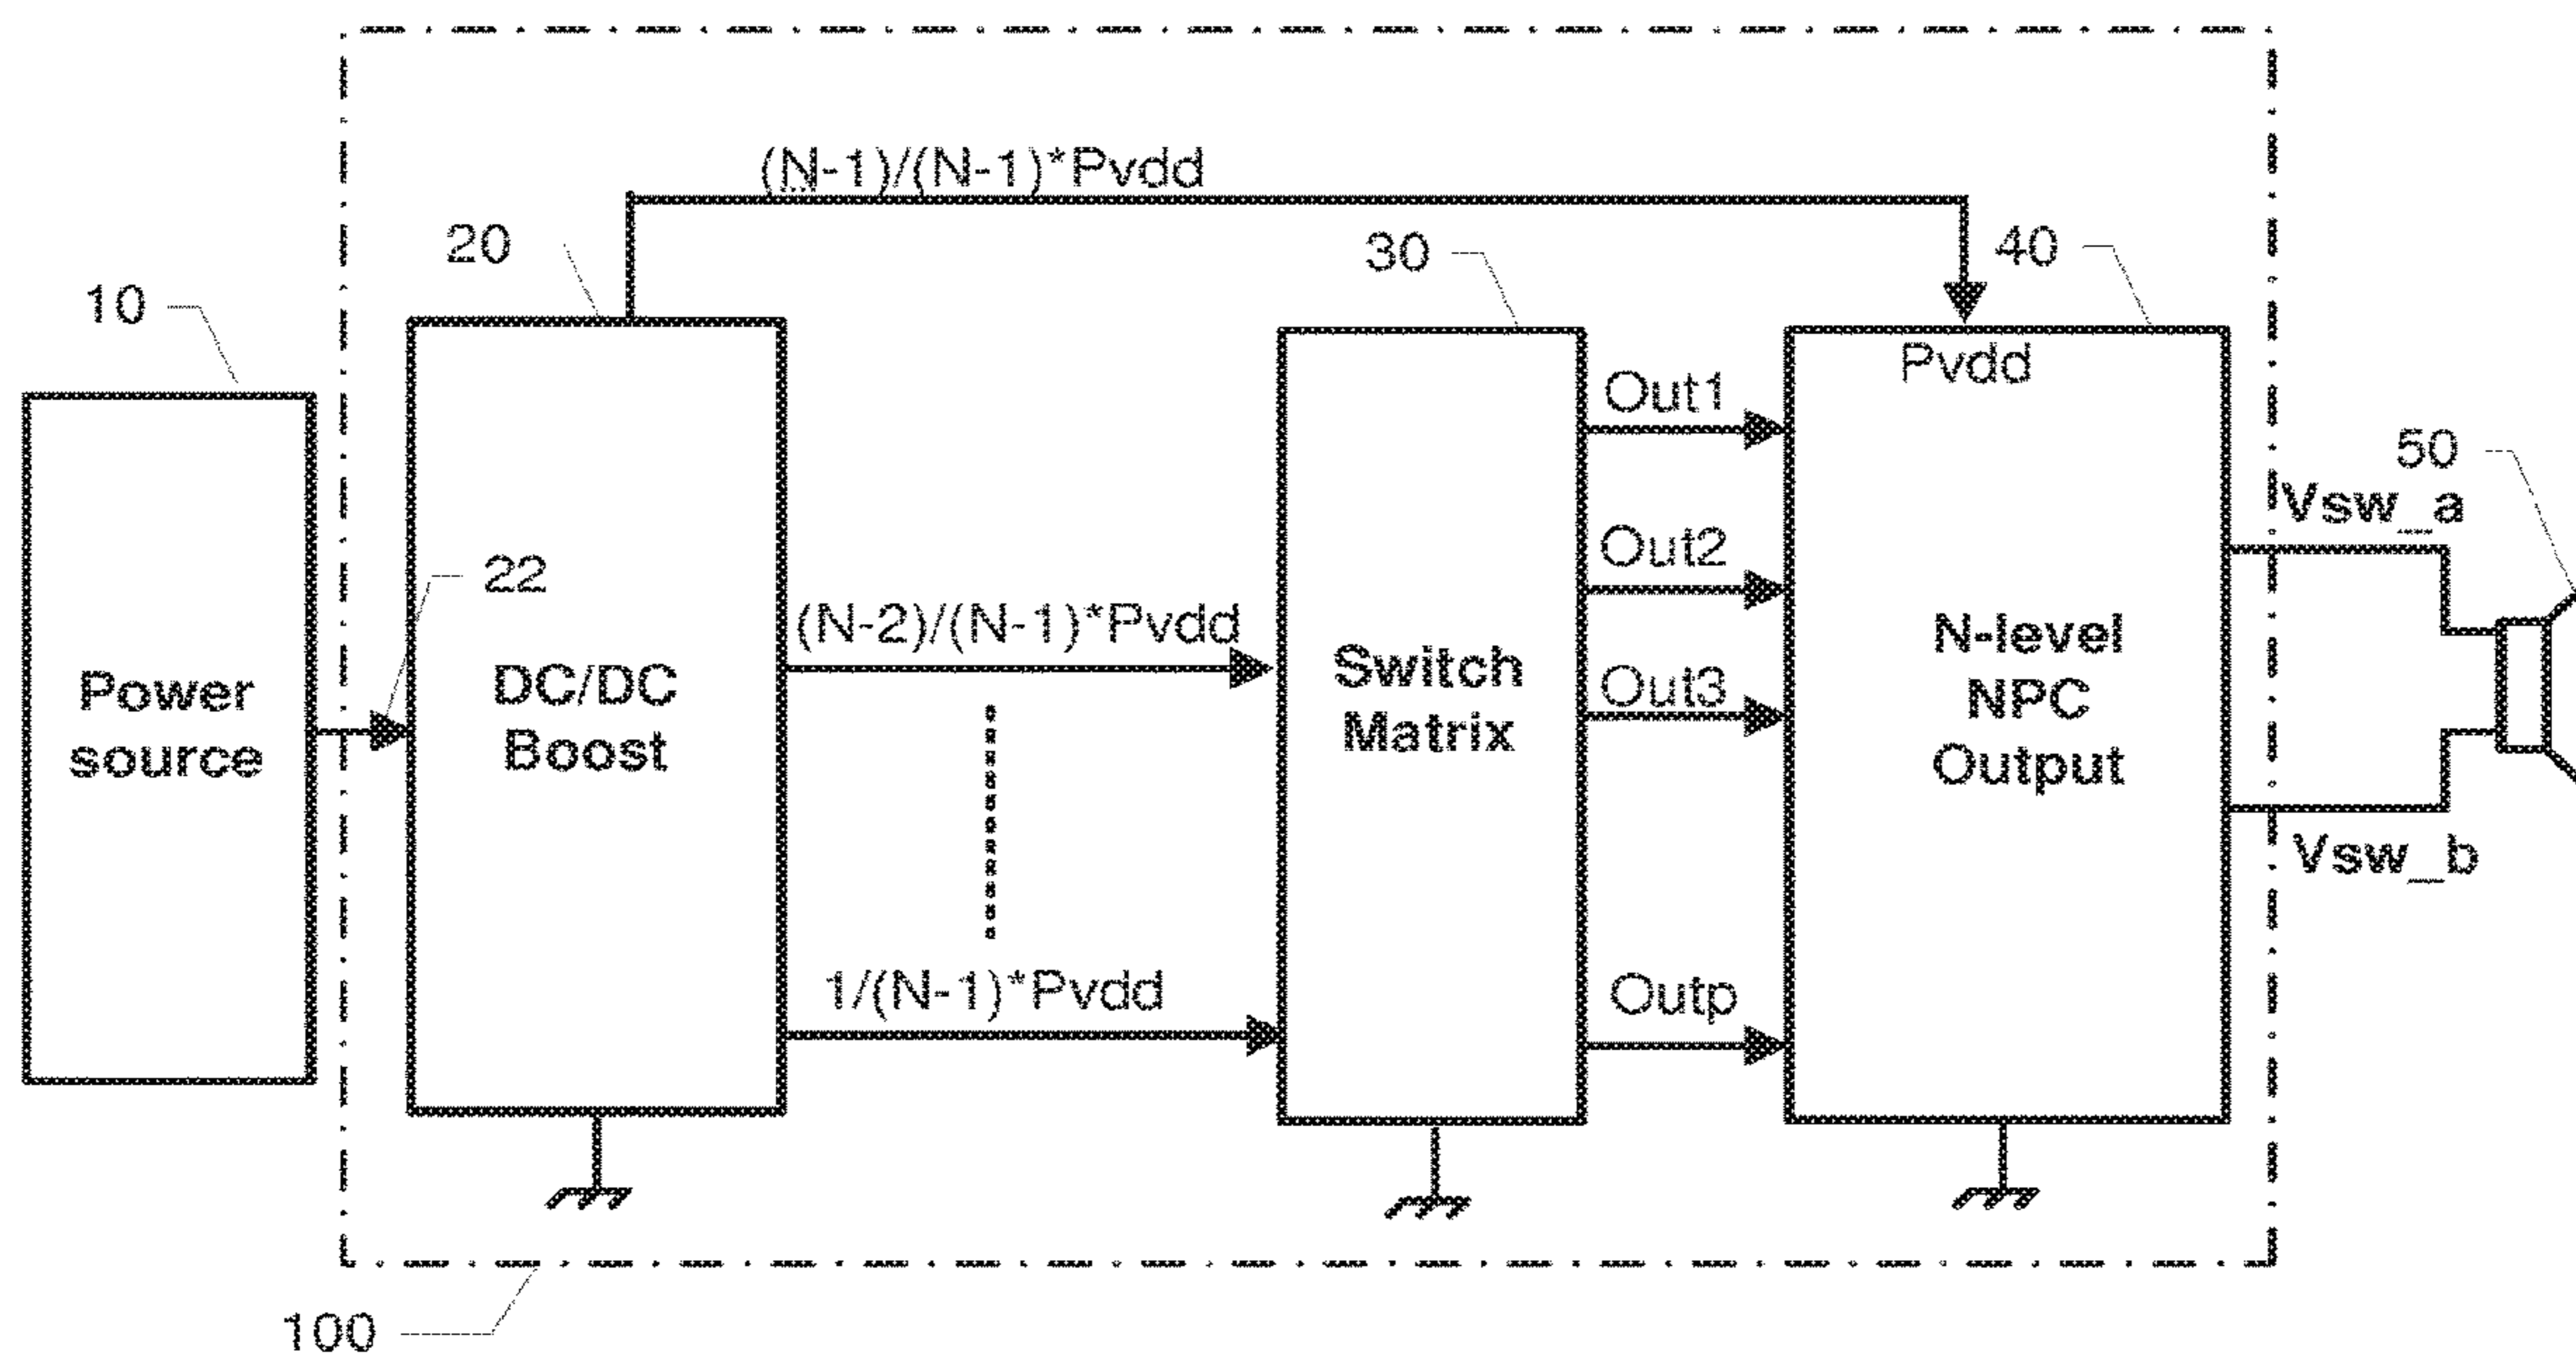 (N-1)/(N-1)*Pvdd
20
30
40
10
Pvdd
Out1
50
Vsw_a
22
Out2
(N-2)/(N-1)*Pvdd
Power
source
DC/DC
Boost
Switch
Matrix
Out3
N-level
NPC
Output
Vsw_b
1/(N-1)*Pvdd
Outp
100